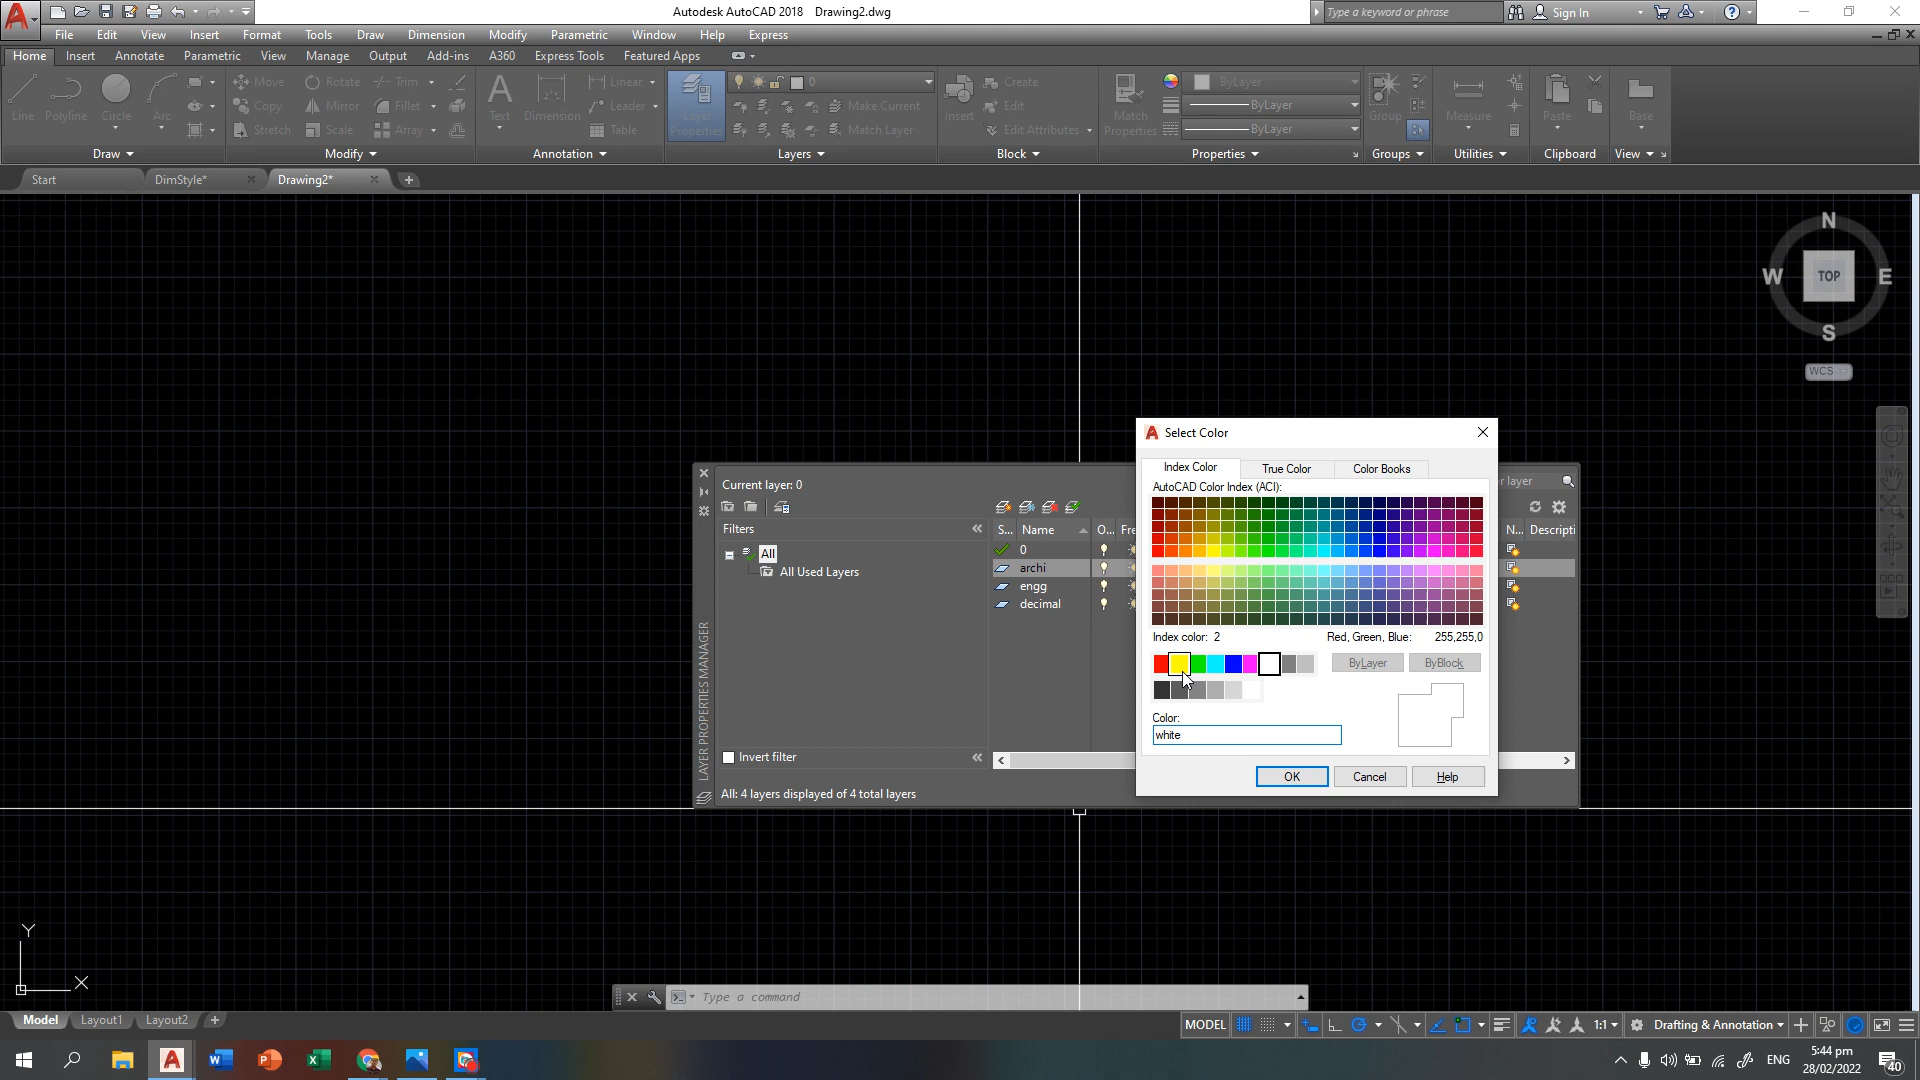 Autodesk AutoCAD 2018 Drawing2.dwg
Type a keyword or phrase
Sign In
File Edit View Insert Format Tools Draw Dimension Modify Parametric Window Help Express
Home Insert Annotate Parametric View Manage Output Add-ins A360 Express Tools Featured Apps
Line Polyline Circle Arc
Move Rotate Trim
Copy Mirror Fillet
Stretch Scale Array
Text Dimension
Linear
Leader
Table
Layer Properties
0
Make Current
Match Layer
Insert
Create
Edit
Edit Attributes
Match Properties
ByLayer
ByLayer
ByLayer
Group
Measure
Paste
Base
Draw Modify Annotation Layers Block Properties Groups Utilities Clipboard View
Start DimStyle* Drawing2*
N
W TOP E
S
WCS
Select Color
Index Color True Color Color Books
AutoCAD Color Index (ACI):
Index color: 2 Red, Green, Blue: 255,255,0
ByLayer ByBlock
Color:
white
OK Cancel Help
Current layer: 0
er layer
Filters
S... Name O... Fre
N... Descripti
All
All Used Layers
0
archi
engg
decimal
LAYER PROPERTIES MANAGER
Invert filter
All: 4 layers displayed of 4 total layers
Y
X
Type a command
Model Layout1 Layout2
MODEL 1:1 Drafting & Annotation
ENG
5:44 pm
28/02/2022
40